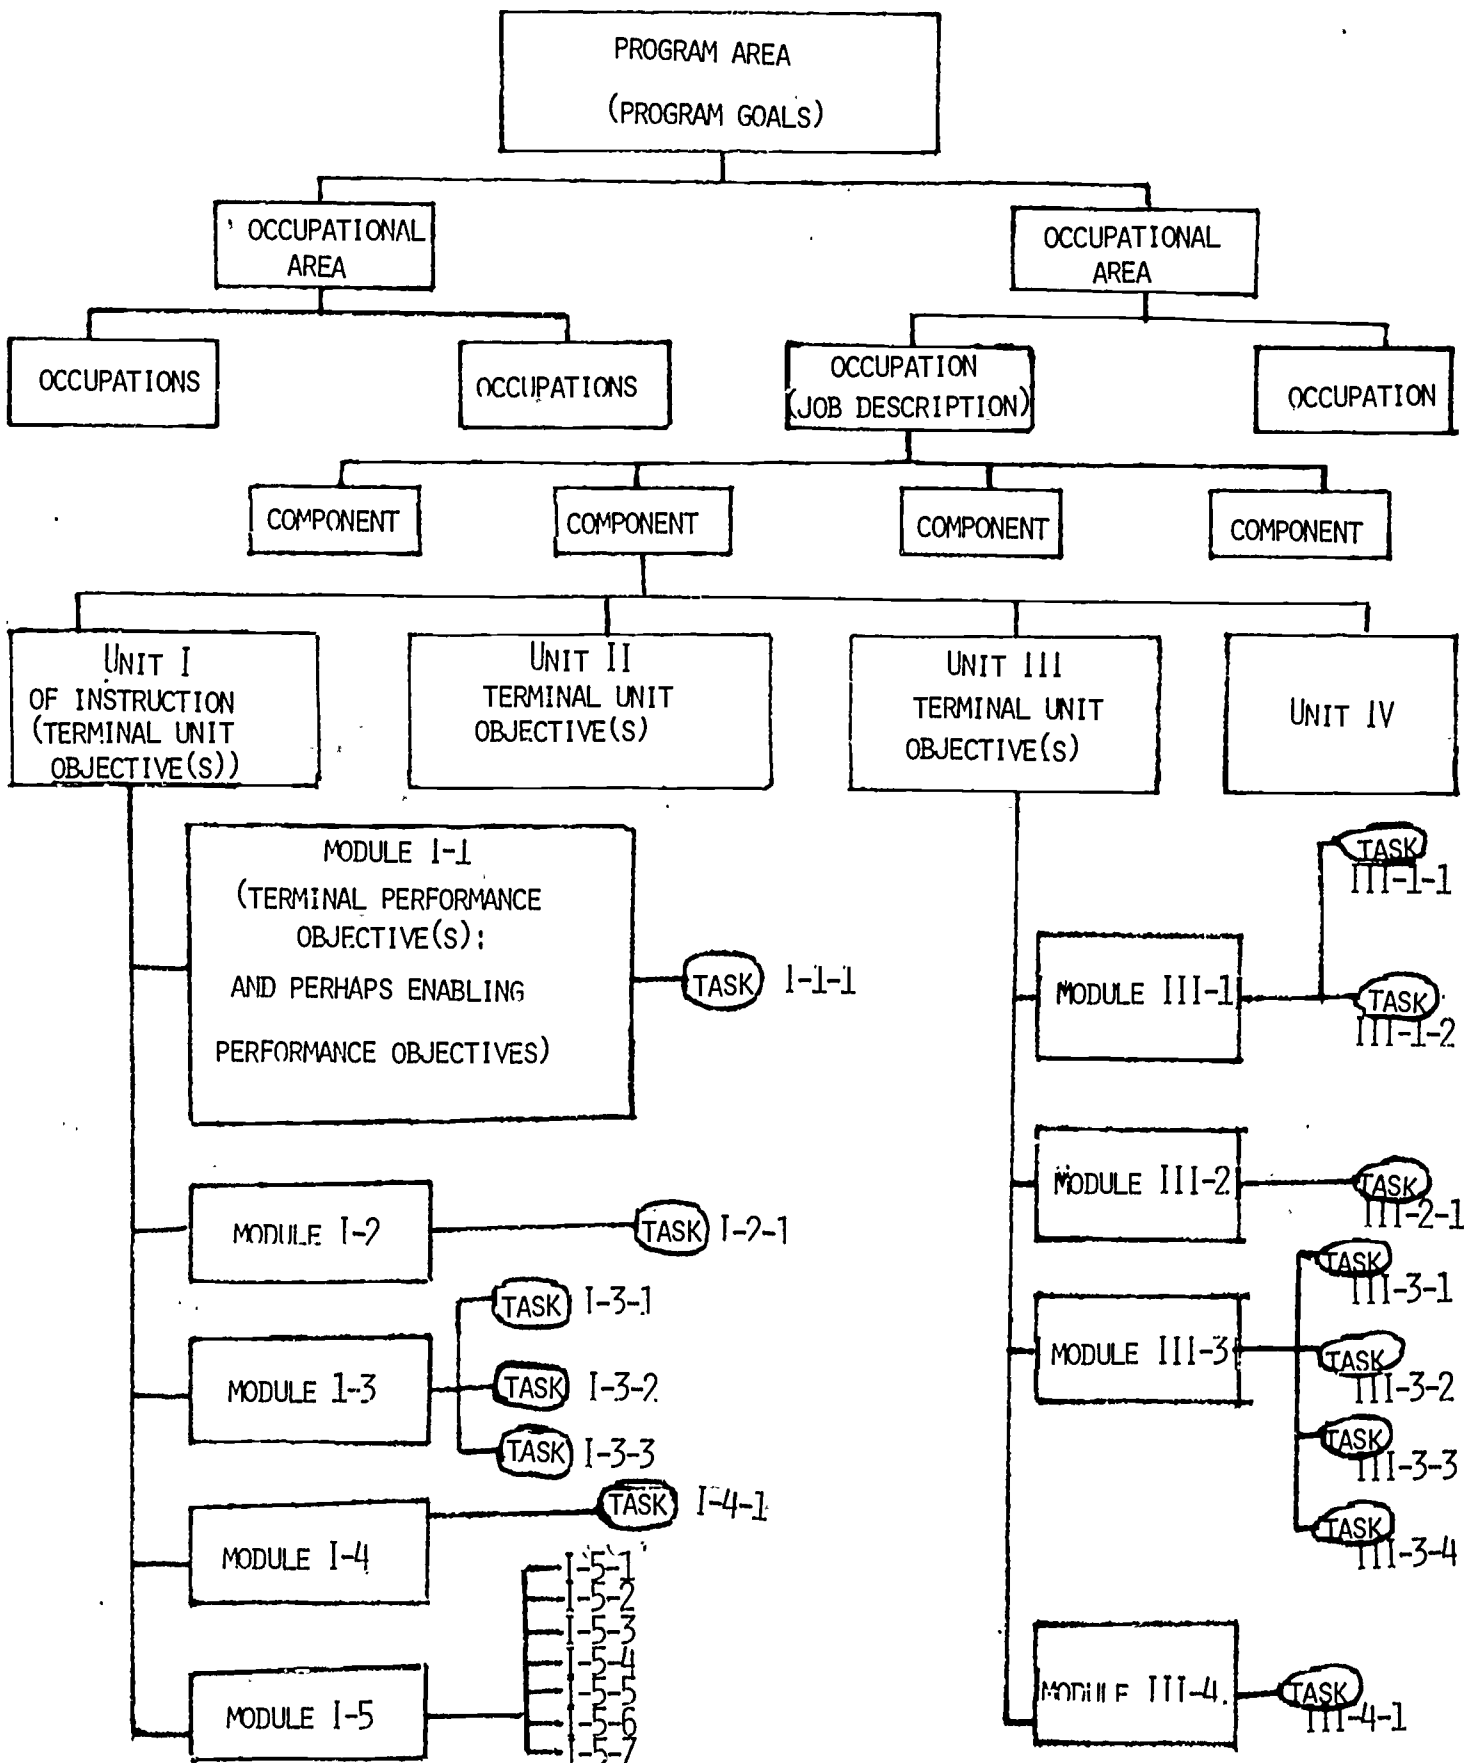 PROGRAM AREA
(PROGRAM GOALS)
OCCUPATIONAL
AREA
OCCUPATIONAL
AREA
OCCUPATIONS
OCCUPATIONS
OCCUPATION
(JOB DESCRIPTION)
OCCUPATION
COMPONENT
COMPONENT
COMPONENT
COMPONENT
UNIT I
OF INSTRUCTION
(TERMINAL UNIT
OBJECTIVE(S))
UNIT II
TERMINAL UNIT
OBJECTIVE(S)
UNIT III
TERMINAL UNIT
OBJECTIVE(S)
UNIT IV
MODULE I-1
(TERMINAL PERFORMANCE
OBJECTIVE(S):
AND PERHAPS ENABLING
PERFORMANCE OBJECTIVES)
TASK I-1-1
MODULE I-2
TASK I-2-1
MODULE 1-3
TASK I-3-1
TASK I-3-2
TASK I-3-3
MODULE I-4
TASK I-4-1
MODULE I-5
I-5-1
I-5-2
I-5-3
I-5-4
I-5-5
I-5-6
I-5-7
MODULE III-1
TASK
III-1-1
TASK
III-1-2
MODULE III-2
TASK
III-2-1
MODULE III-3
TASK
III-3-1
TASK
III-3-2
TASK
III-3-3
TASK
III-3-4
MODULE III-4
TASK
III-4-1